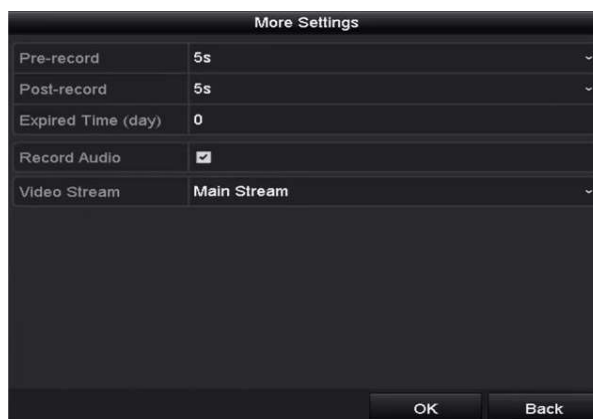 More Settings
Pre-record 5s
Post-record 5s
Expired Time (day) 0
Record Audio
Video Stream Main Stream
OK Back